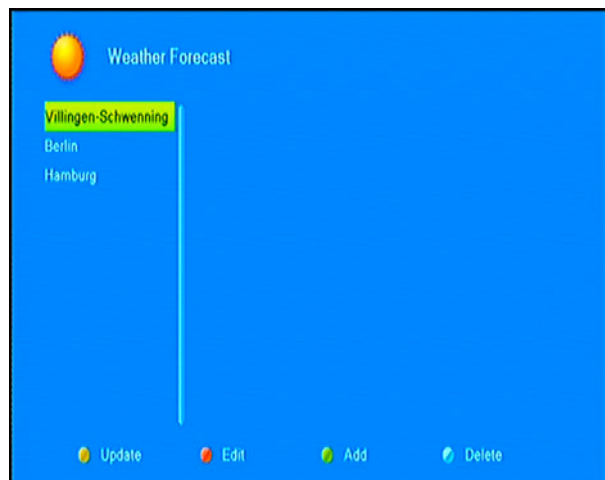 Weather Forecast
Villingen-Schwenning
Berlin
Hamburg
Update Edit Add Delete